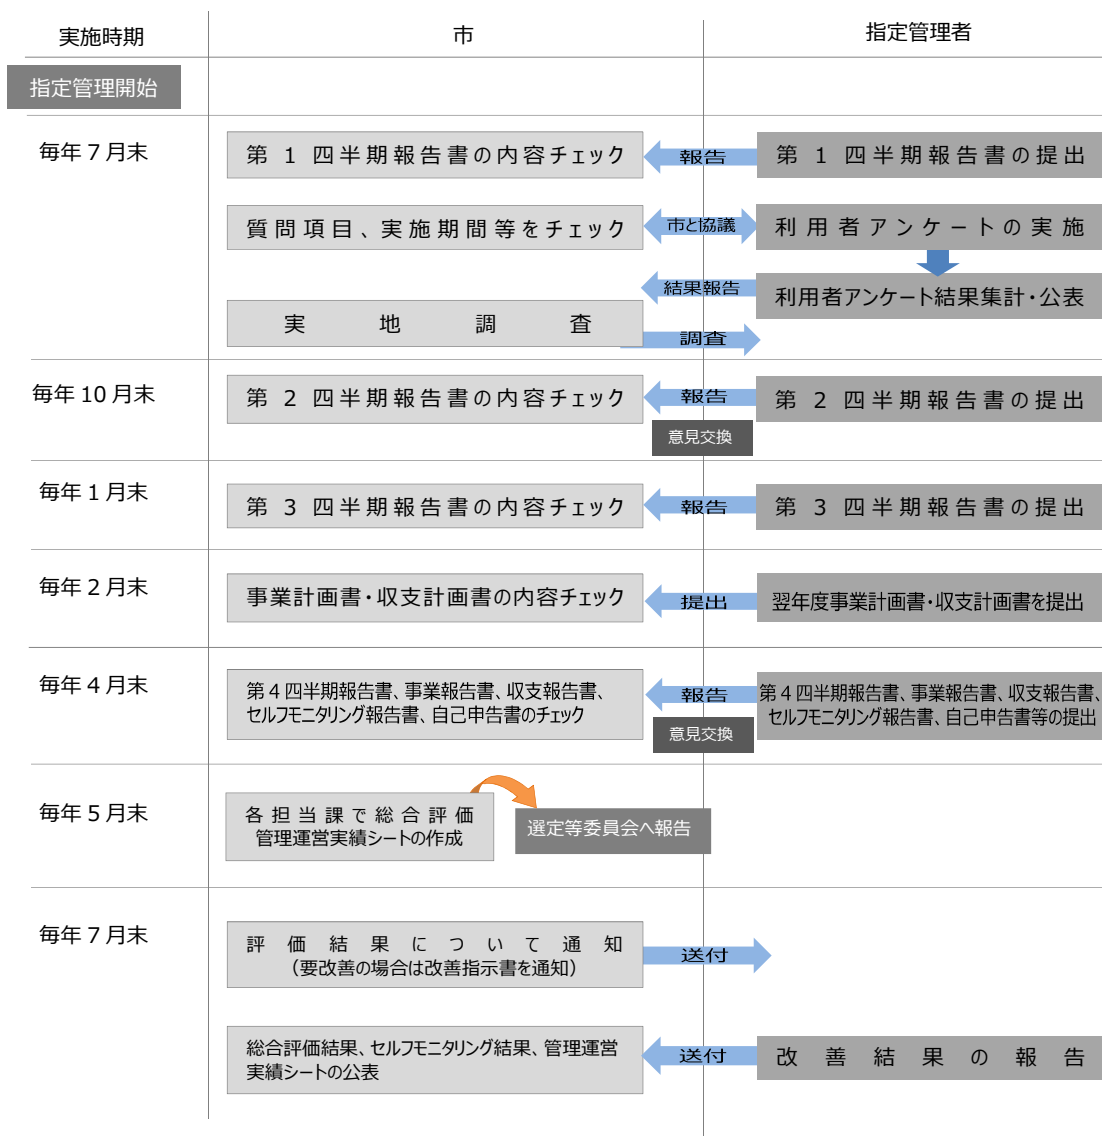 実施時期
市
指定管理者
指定管理開始
毎年７月末
第 1 四半期報告書の内容チェック
報告
第 1 四半期報告書の提出
質問項目、実施期間等をチェック
市と協議
利用者アンケートの実施
結果報告
利用者アンケート結果集計・公表
実地調査
調査
毎年 10 月末
第 2 四半期報告書の内容チェック
報告
第 2 四半期報告書の提出
意見交換
毎年１月末
第 3 四半期報告書の内容チェック
報告
第 3 四半期報告書の提出
毎年２月末
事業計画書・収支計画書の内容チェック
提出
翌年度事業計画書・収支計画書を提出
毎年４月末
第４四半期報告書、事業報告書、収支報告書、
セルフモニタリング報告書、自己申告書のチェック
報告
第４四半期報告書、事業報告書、収支報告書、
セルフモニタリング報告書、自己申告書等の提出
意見交換
毎年５月末
各担当課で総合評価
管理運営実績シートの作成
選定等委員会へ報告
毎年７月末
評価結果について通知
（要改善の場合は改善指示書を通知）
送付
総合評価結果、セルフモニタリング結果、管理運営
実績シートの公表
送付
改善結果の報告